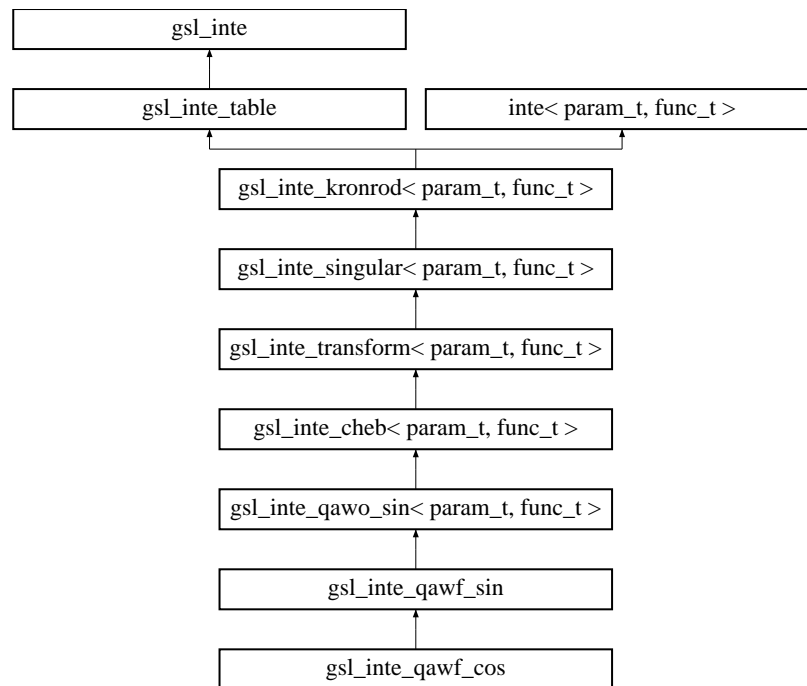 gsl_inte
gsl_inte_table
inte< param_t, func_t >
gsl_inte_kronrod< param_t, func_t >
gsl_inte_singular< param_t, func_t >
gsl_inte_transform< param_t, func_t >
gsl_inte_cheb< param_t, func_t >
gsl_inte_qawo_sin< param_t, func_t >
gsl_inte_qawf_sin
gsl_inte_qawf_cos